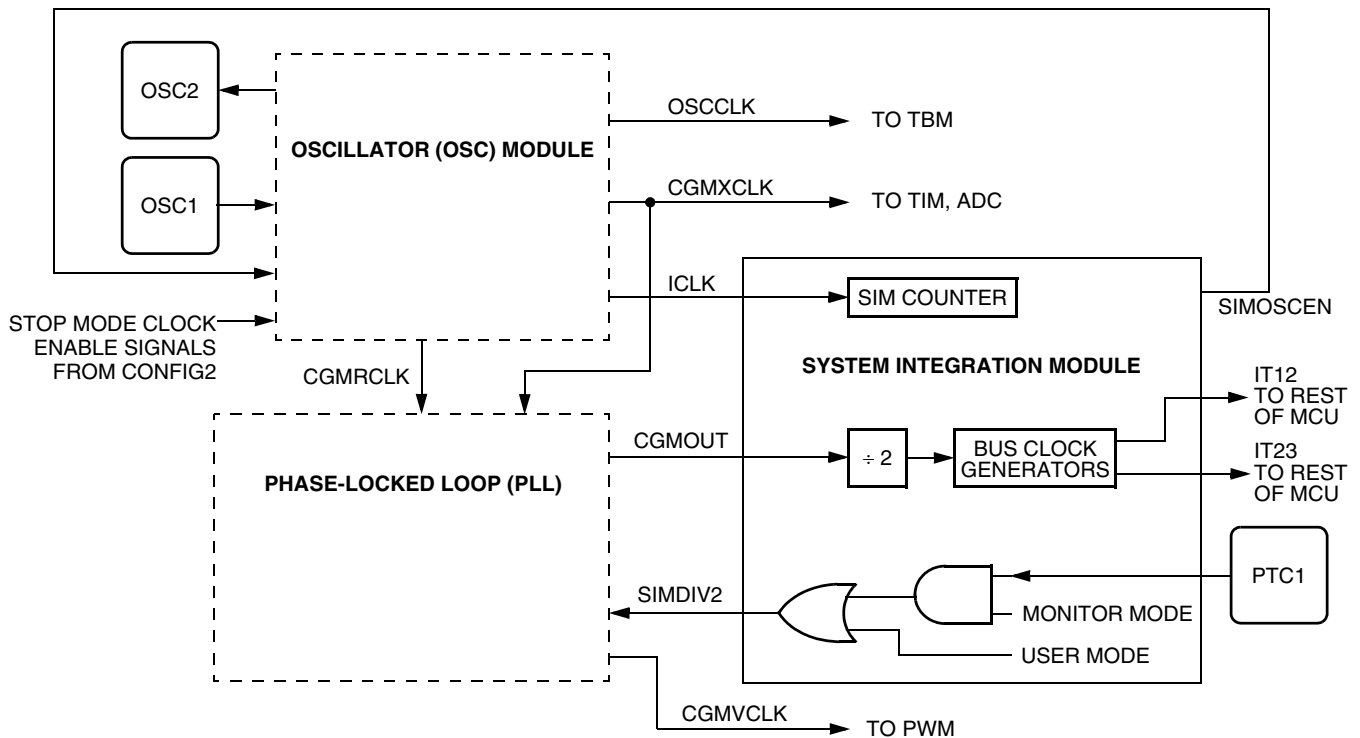 OSC2
OSCCLK
TO TBM
OSCILLATOR (OSC) MODULE
OSC1
CGMXCLK
TO TIM, ADC
ICLK
SIM COUNTER
SIMOSCEN
STOP MODE CLOCK
ENABLE SIGNALS
FROM CONFIG2
CGMRCLK
SYSTEM INTEGRATION MODULE
IT12
TO REST
OF MCU
CGMOUT
÷ 2
BUS CLOCK
GENERATORS
IT23
TO REST
OF MCU
PHASE-LOCKED LOOP (PLL)
PTC1
SIMDIV2
MONITOR MODE
USER MODE
CGMVCLK
TO PWM